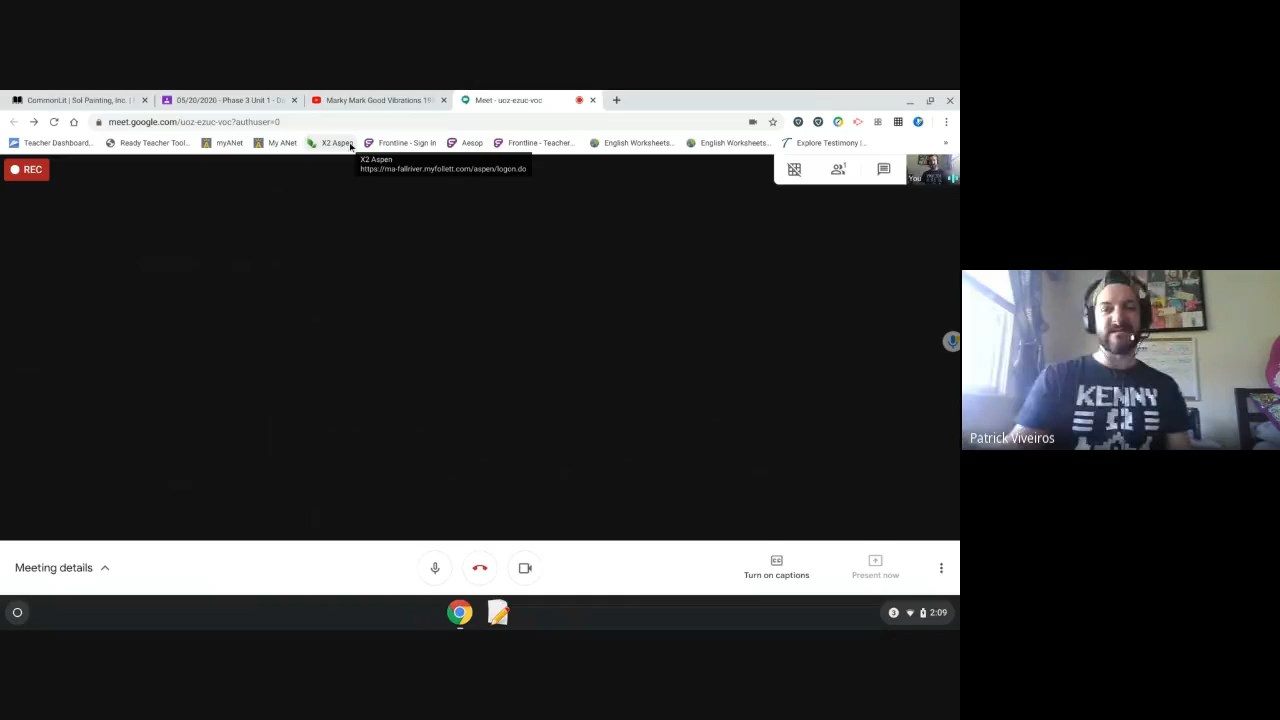 CommonLit | Sol Painting, Inc. |
05/20/2020 - Phase 3 Unit 1 - Da
Marky Mark Good Vibrations 19
Meet - uoz-ezuc-voc
meet.google.com/uoz-ezuc-voc?authuser=0
Teacher Dashboard...
Ready Teacher Tool...
myANet
My ANet
X2 Aspen
Frontline - Sign In
Aesop
Frontline - Teacher...
English Worksheets...
English Worksheets...
Explore Testimony |...
»
X2 Aspen
https://ma-fallriver.myfollett.com/aspen/logon.do
REC
1
You
KENNY
Patrick Viveiros
Meeting details
Turn on captions
Present now
3
2:09